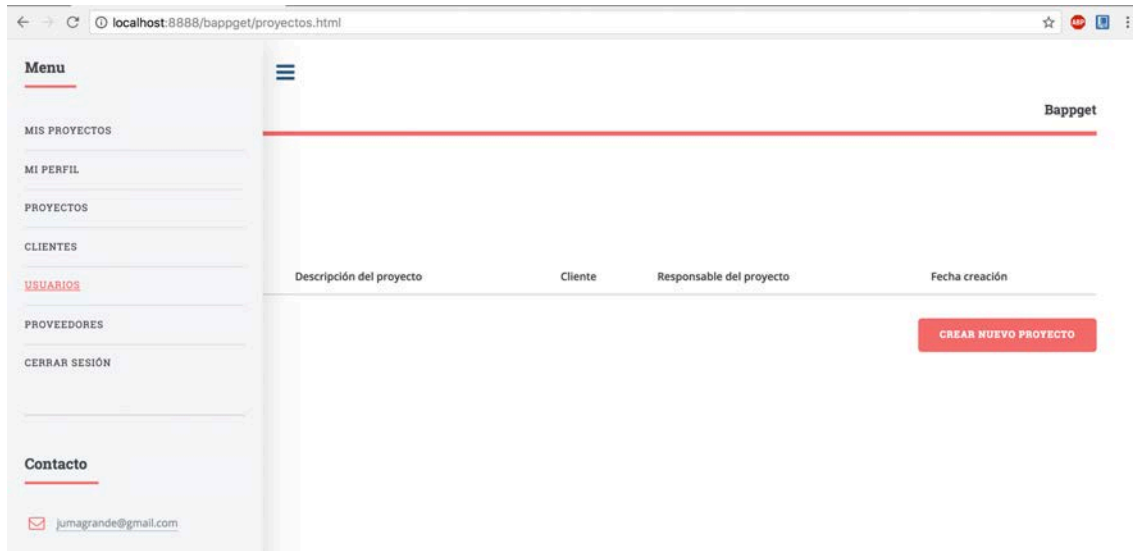 localhost:8888/bappget/proyectos.html
ABP
Menu
MIS PROYECTOS
MI PERFIL
PROYECTOS
CLIENTES
USUARIOS
PROVEEDORES
CERRAR SESIÓN
Contacto
jumagrande@gmail.com
Bappget
Descripción del proyecto Cliente Responsable del proyecto Fecha creación
CREAR NUEVO PROYECTO